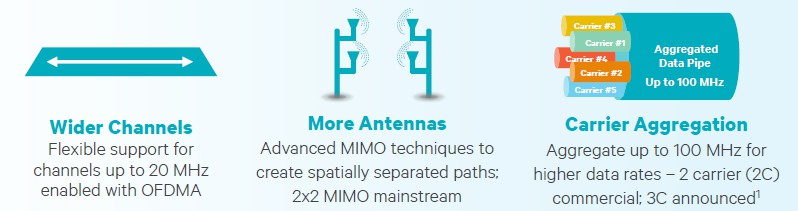 Wider Channels
Flexible support for
channels up to 20 MHz
enabled with OFDMA
More Antennas
Advanced MIMO techniques to
create spatially separated paths;
2x2 MIMO mainstream
Carrier #3
Carrier #1
Carrier #4
Carrier #2
Carrier #5
Aggregated
Data Pipe
Up to 100 MHz
Carrier Aggregation
Aggregate up to 100 MHz for
higher data rates – 2 carrier (2C)
commercial; 3C announced¹